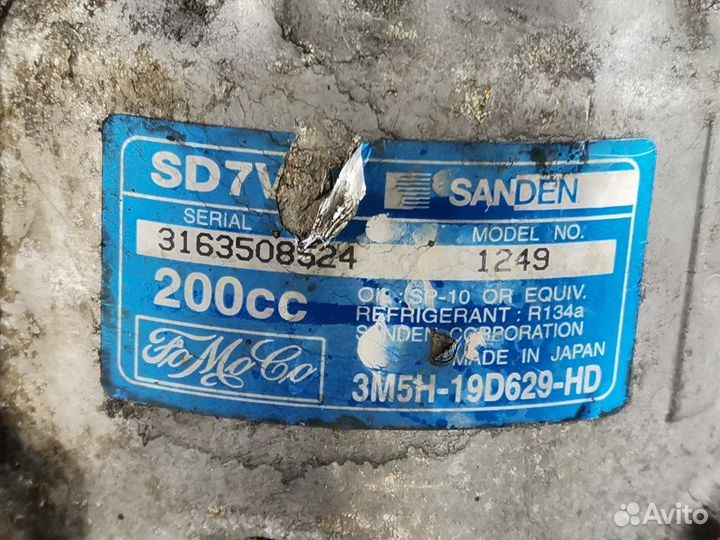 SD7V
SANDEN
SERIAL
MODEL NO.
3163508524
1249
200cc
OIL : SP-10 OR EQUIV.
REFRIGERANT : R134a
SANDEN CORPORATION
MADE IN JAPAN
FoMoCo
3M5H-19D629-HD
Avito